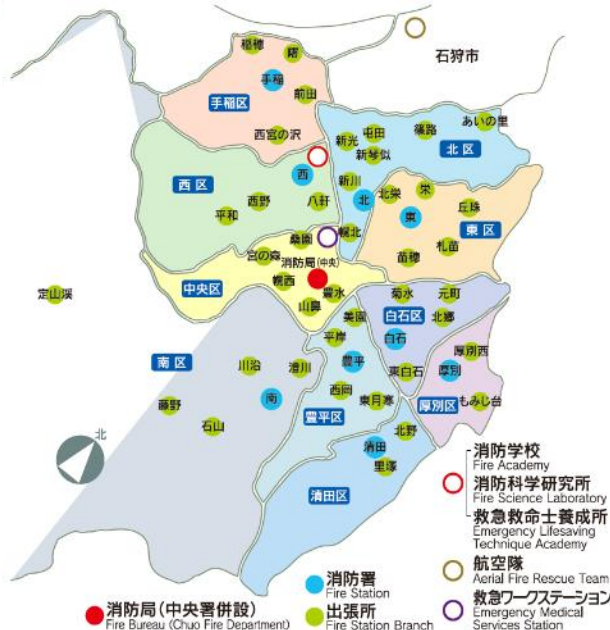 石狩市
稲穂
曙
手稲
前田
手稲区
西宮の沢
新光
屯田
篠路
あいの里
新琴似
北区
西
新川
北
北栄
栄
西区
西野
八軒
平和
東
丘珠
東区
札苗
苗穂
桑園
幌北
宮の森
消防局(中央)
中央区
幌西
豊水
山鼻
菊水
元町
白石区
北郷
定山渓
美園
平岸
白石
厚別西
南区
川沿
澄川
豊平
東白石
厚別
藤野
南
西岡
東月寒
もみじ台
石山
豊平区
厚別区
北野
清田
里塚
清田区
北
消防学校
Fire Academy
消防科学研究所
Fire Science Laboratory
救急救命士養成所
Emergency Lifesaving
Technique Academy
航空隊
Aerial Fire Rescue Team
救急ワークステーション
Emergency Medical
Services Station
消防署
Fire Station
出張所
Fire Station Branch
消防局(中央署併設)
Fire Bureau (Chuo Fire Department)